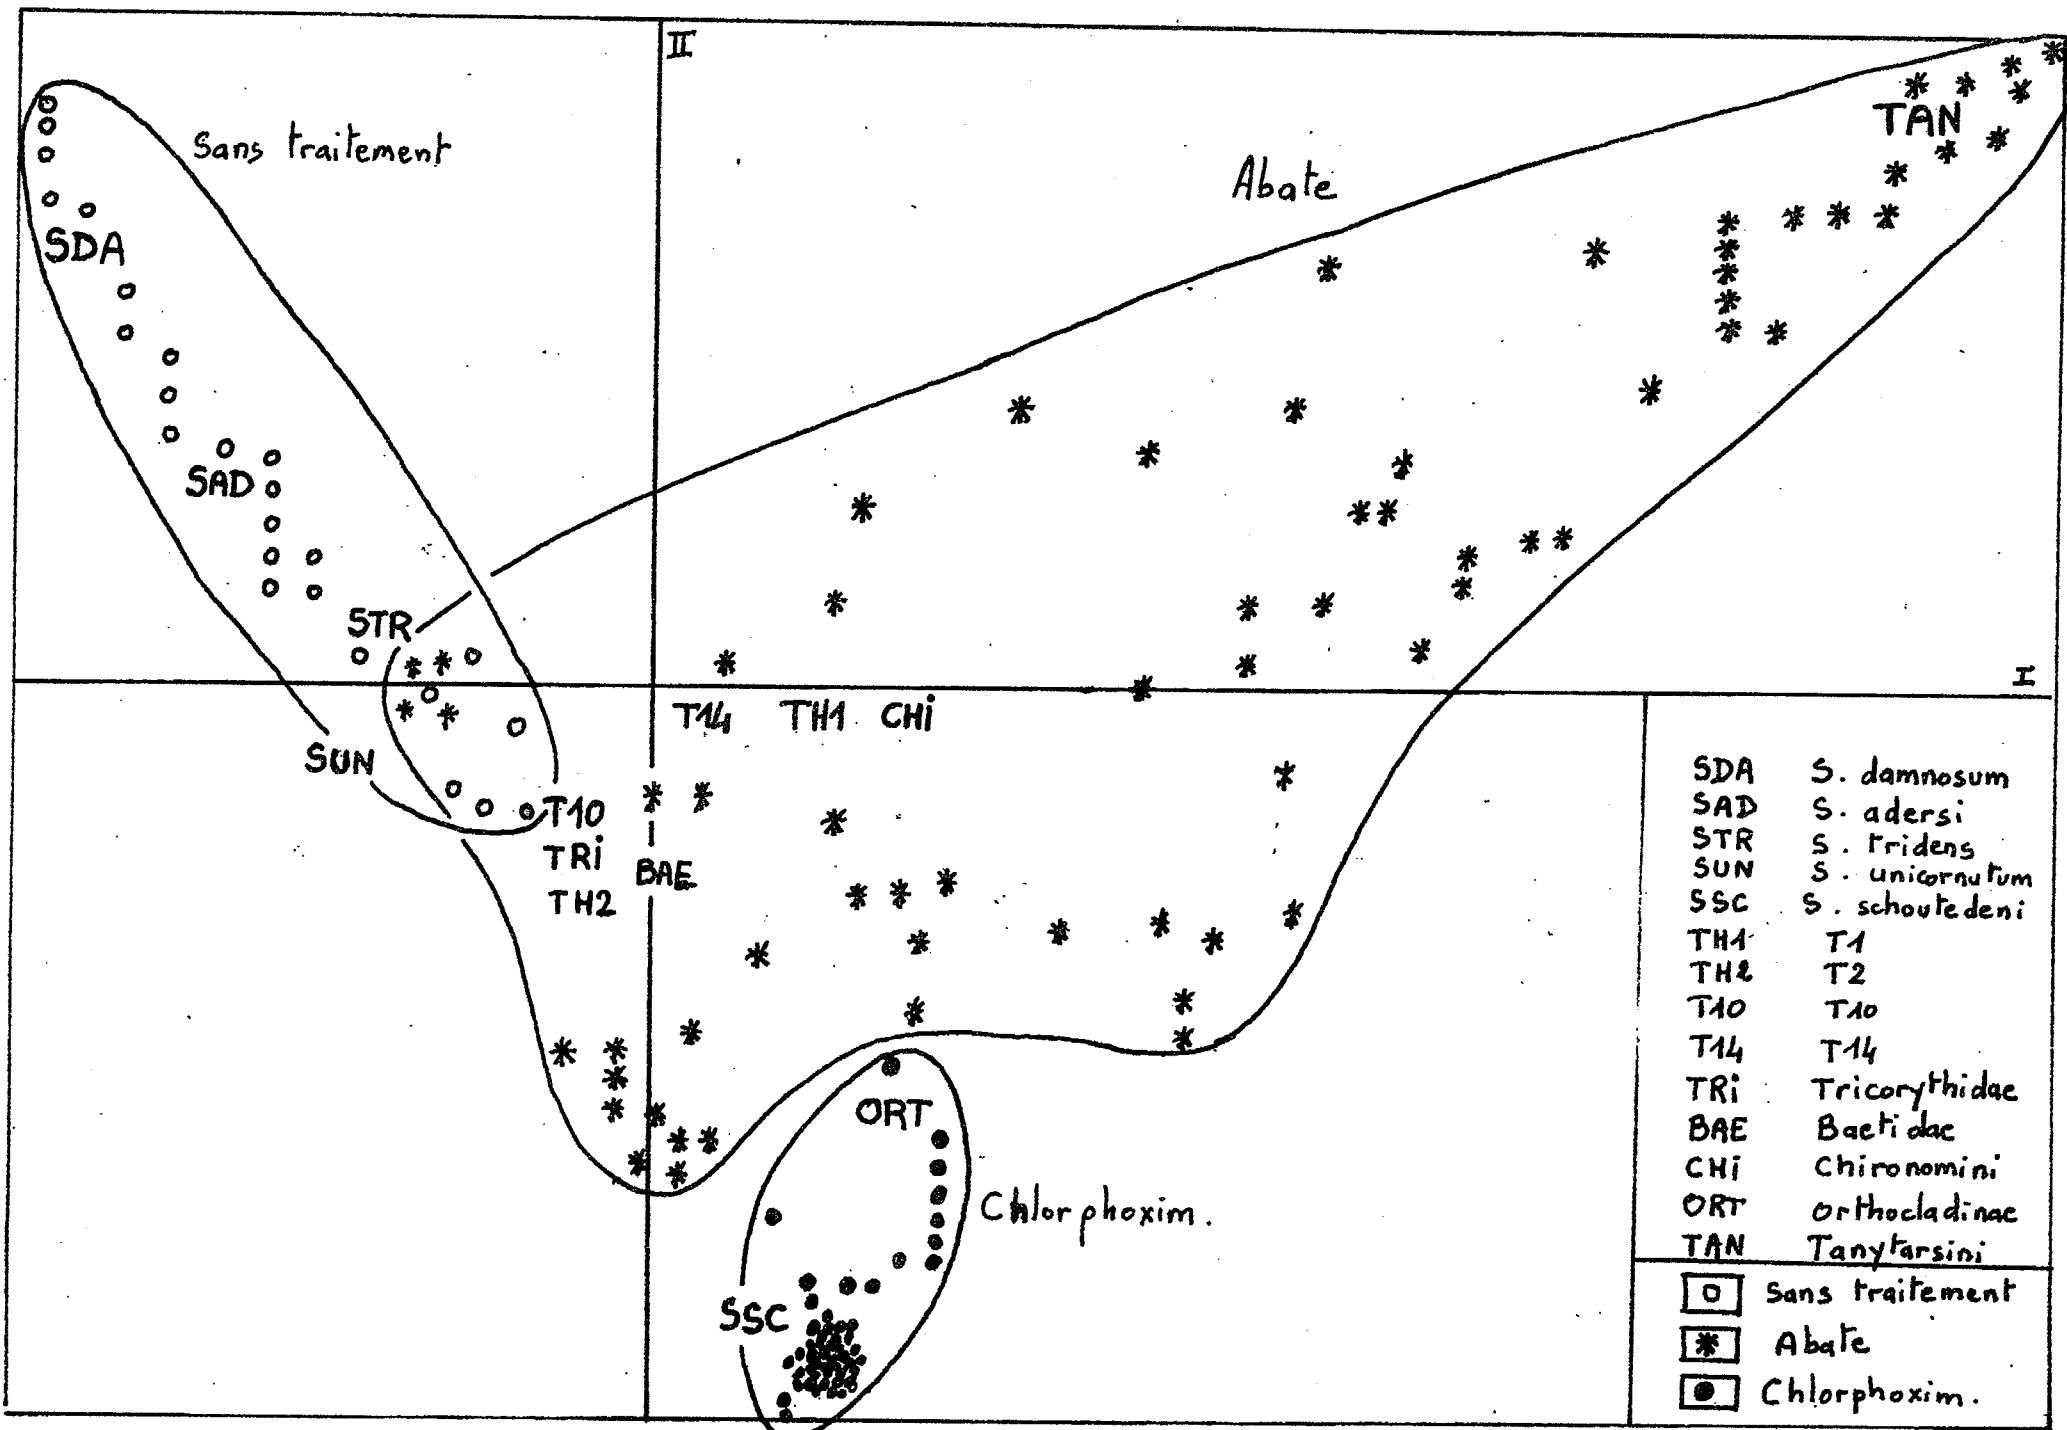 II
Sans traitement
TAN
Abate
SDA
SAD
STR
I
T14 TH1 CHi
SUN
T10
TRi
BAE
TH2
ORT
Chlorphoxim.
SSC
SDA S. damnosum
SAD S. adersi
STR S. tridens
SUN S. unicornutum
SSC S. schoutedeni
TH1 T1
TH2 T2
T10 T10
T14 T14
TRi Tricorythidae
BAE Baetidae
CHi Chironomini
ORT Orthocladinae
TAN Tanytarsini
Sans traitement
Abate
Chlorphoxim.